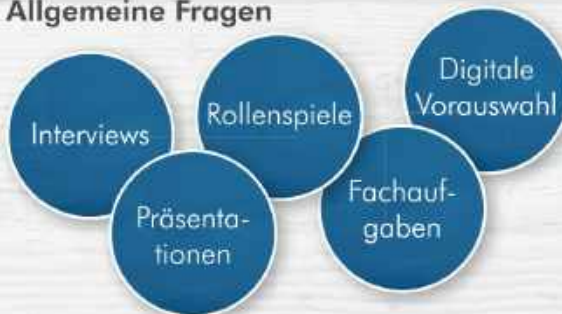 Allgemeine Fragen
Interviews
Rollenspiele
Digitale
Vorauswahl
Präsenta-
tionen
Fachauf-
gaben